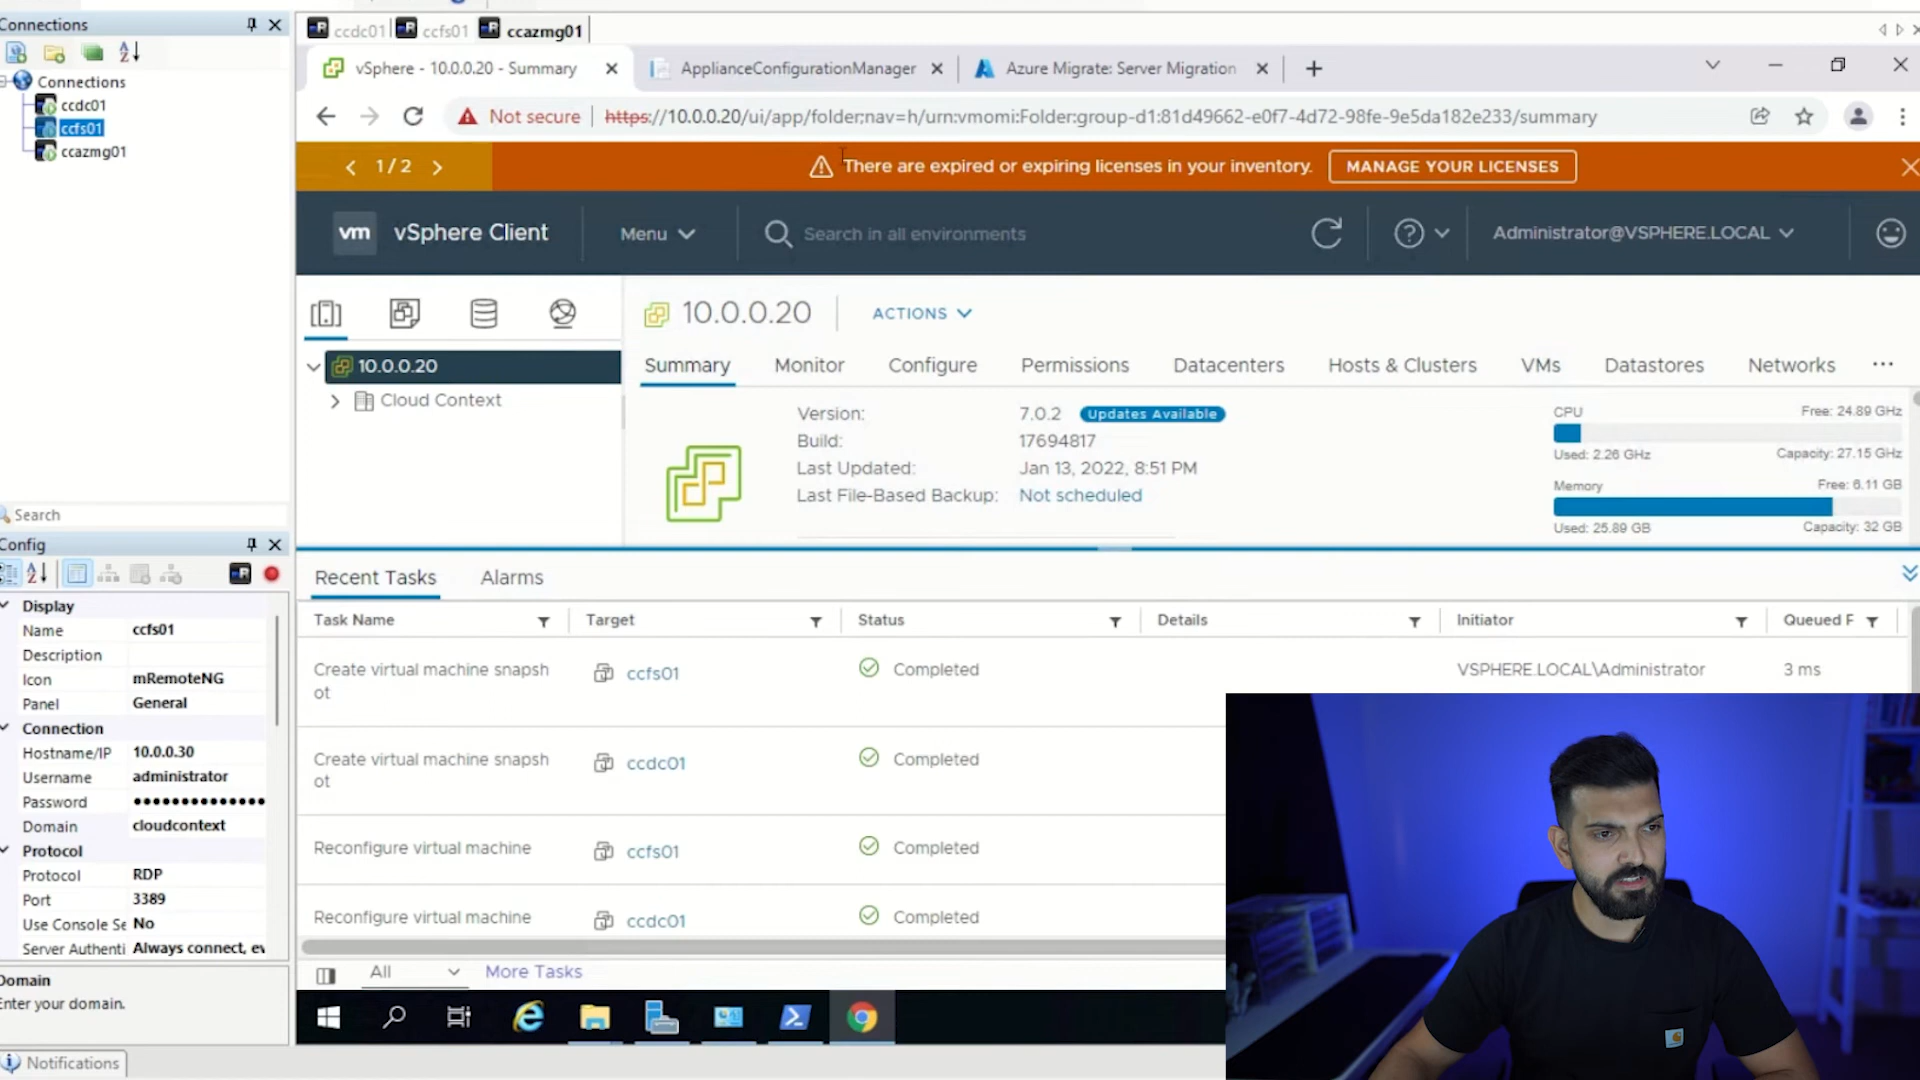 Connections
Connections
ccdc01
ccfs01
ccazmg01
Search
Config
Display
Name ccfs01
Description
Icon mRemoteNG
Panel General
Connection
Hostname/IP 10.0.0.30
Username administrator
Password ●●●●●●●●●●●●●●
Domain cloudcontext
Protocol
Protocol RDP
Port 3389
Use Console Se No
Server Authenti Always connect, ev
Domain
Enter your domain.
Notifications
ccdc01 ccfs01 ccazmg01
vSphere - 10.0.0.20 - Summary ApplianceConfigurationManager Azure Migrate: Server Migration
Not secure https://10.0.0.20/ui/app/folder;nav=h/urn:vmomi:Folder:group-d1:81d49662-e0f7-4d72-98fe-9e5da182e233/summary
1 / 2 There are expired or expiring licenses in your inventory. MANAGE YOUR LICENSES
vm vSphere Client Menu Search in all environments Administrator@VSPHERE.LOCAL
10.0.0.20
Cloud Context
10.0.0.20 ACTIONS
Summary Monitor Configure Permissions Datacenters Hosts & Clusters VMs Datastores Networks ...
Version: 7.0.2 Updates Available
Build: 17694817
Last Updated: Jan 13, 2022, 8:51 PM
Last File-Based Backup: Not scheduled
CPU Free: 24.89 GHz
Used: 2.26 GHz Capacity: 27.15 GHz
Memory Free: 6.11 GB
Used: 25.89 GB Capacity: 32 GB
Recent Tasks Alarms
Task Name Target Status Details Initiator Queued F
Create virtual machine snapsh
ot ccfs01 Completed VSPHERE.LOCAL\Administrator 3 ms
Create virtual machine snapsh
ot ccdc01 Completed
Reconfigure virtual machine ccfs01 Completed
Reconfigure virtual machine ccdc01 Completed
All More Tasks